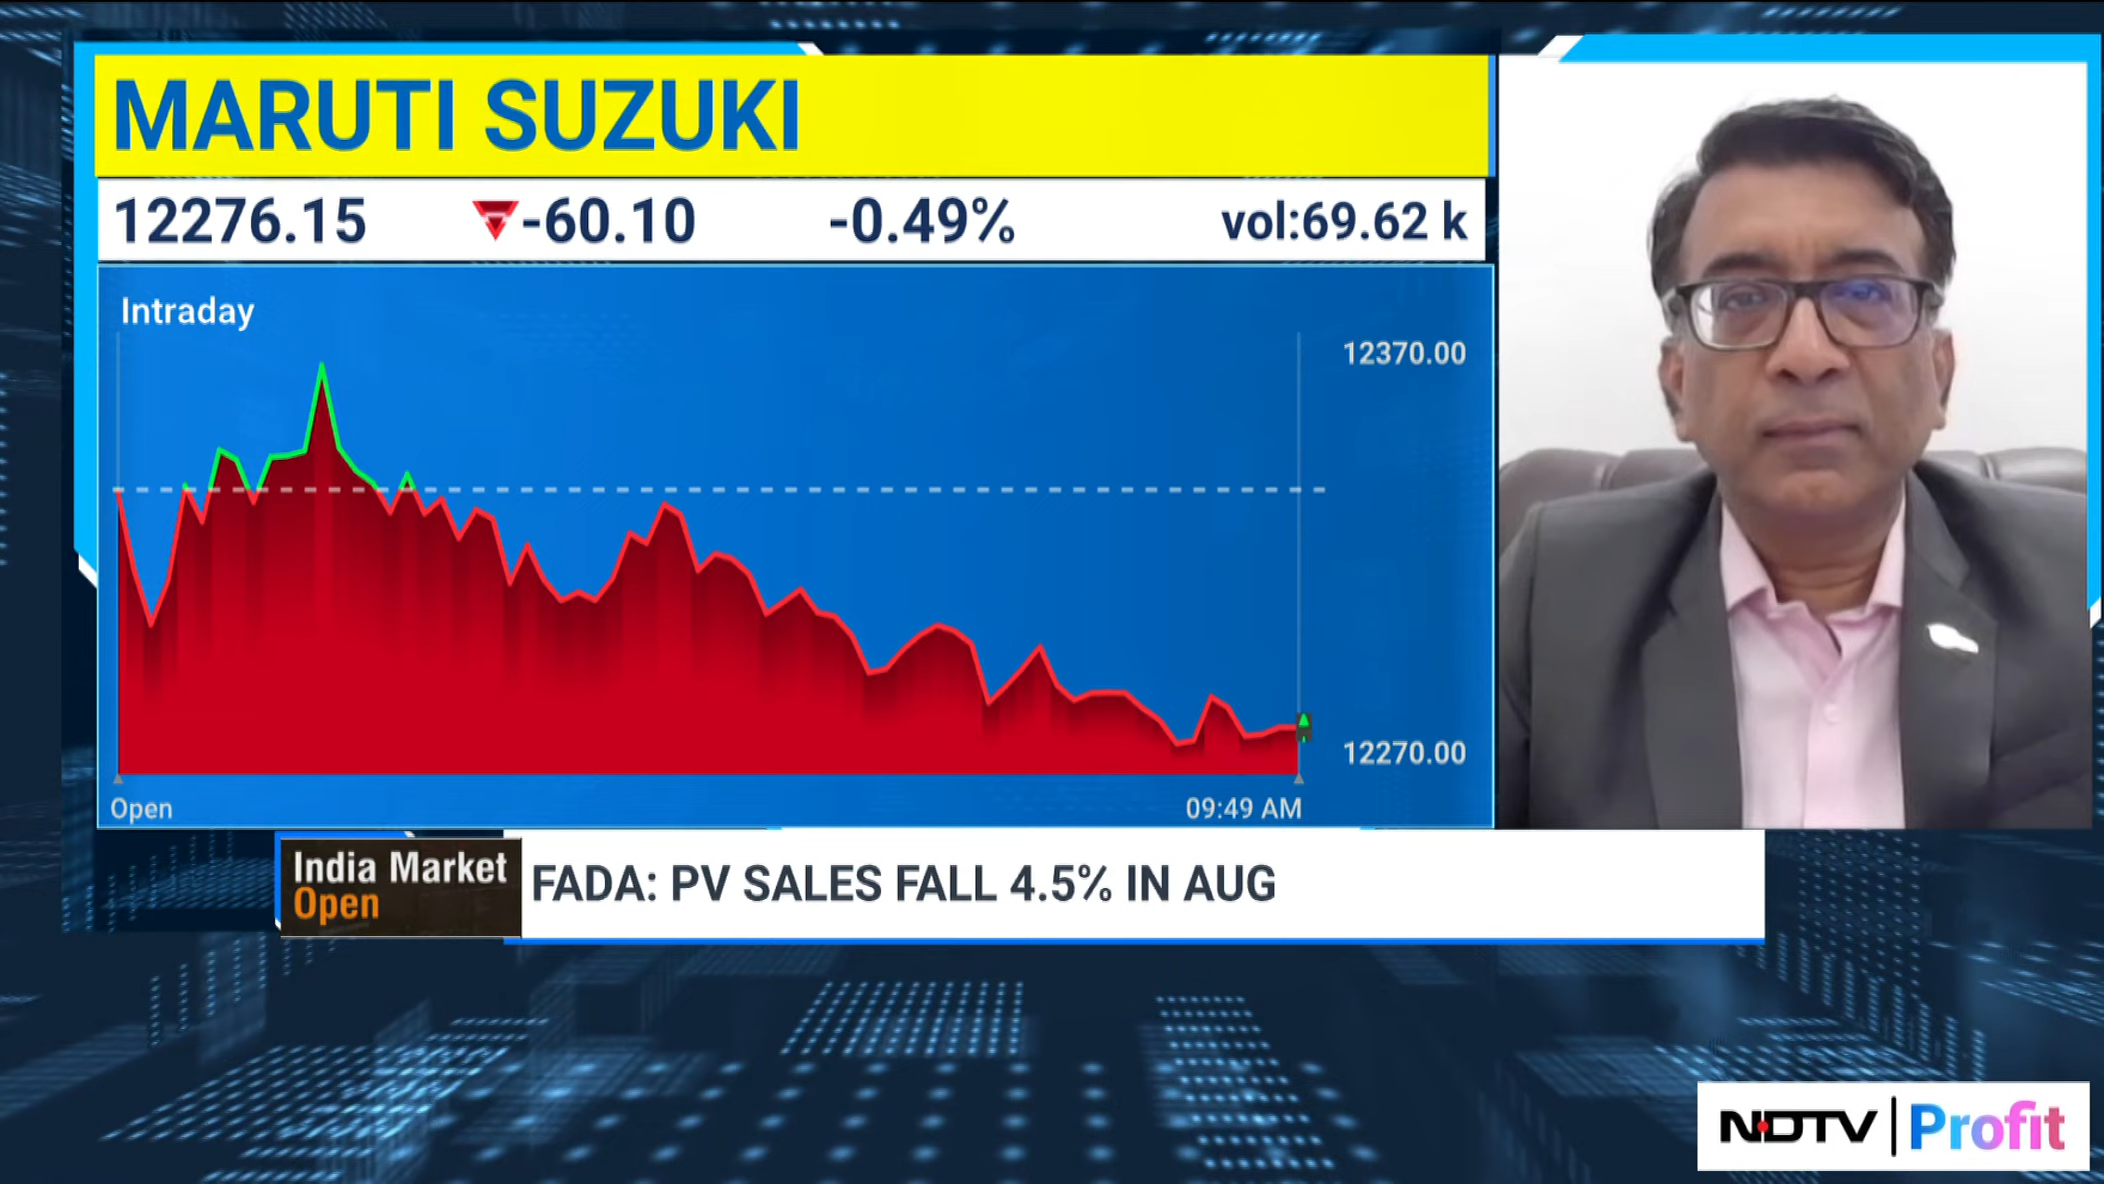 MARUTI SUZUKI
12276.15 -60.10 -0.49% vol:69.62 k
Intraday
12370.00
12270.00
Open 09:49 AM
India Market
Open
FADA: PV SALES FALL 4.5% IN AUG
NDTV Profit